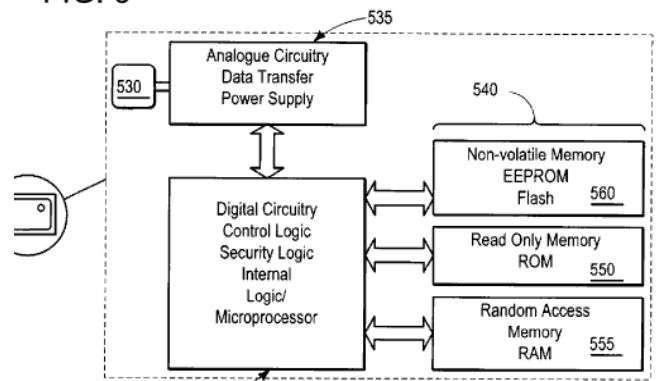 535
Analogue Circuitry
Data Transfer
Power Supply
530
540
Non-volatile Memory
EEPROM
Flash
560
Digital Circuitry
Control Logic
Security Logic
Internal
Logic/
Microprocessor
Read Only Memory
ROM
550
Random Access
Memory
RAM
555